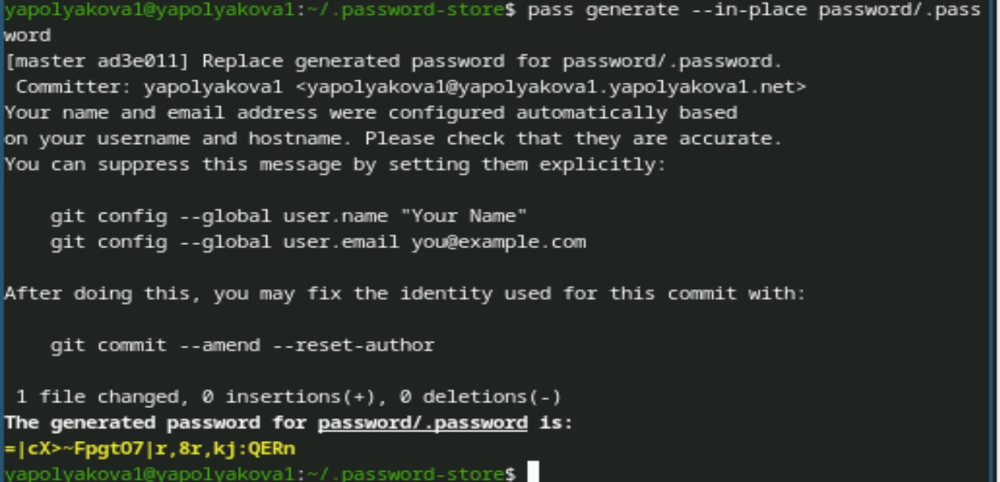 yapolyakova1@yapolyakova1:~/.password-store$ pass generate --in-place password/.pass
word
[master ad3e011] Replace generated password for password/.password.
 Committer: yapolyakova1 <yapolyakova1@yapolyakova1.yapolyakova1.net>
Your name and email address were configured automatically based
on your username and hostname. Please check that they are accurate.
You can suppress this message by setting them explicitly:

    git config --global user.name "Your Name"
    git config --global user.email you@example.com

After doing this, you may fix the identity used for this commit with:

    git commit --amend --reset-author

 1 file changed, 0 insertions(+), 0 deletions(-)
The generated password for password/.password is:
=|cX>~FpgtO7|r,8r,kj:QERn
yapolyakova1@yapolyakova1:~/.password-store$